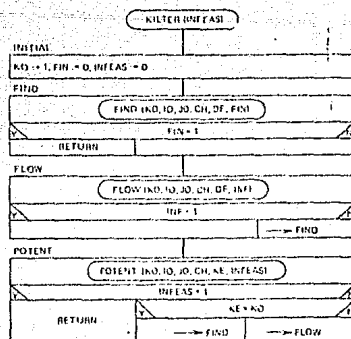 KILTER (INFEAS)
INITIAL
KO := 1, FIN := 0, INFEAS := 0
FIND
FIND (KO, IO, JO, CH, DF, FIN)
FIN = 1
Y
F
RETURN
FLOW
FLOW (KO, IO, JO, CH, DF, INF)
INF = 1
Y
F
→ FIND
POTENT
POTENT (KO, IO, JO, CH, KE, INFEAS)
INFEAS = 1
Y
F
KE = KO
Y
F
RETURN
→ FIND
→ FLOW